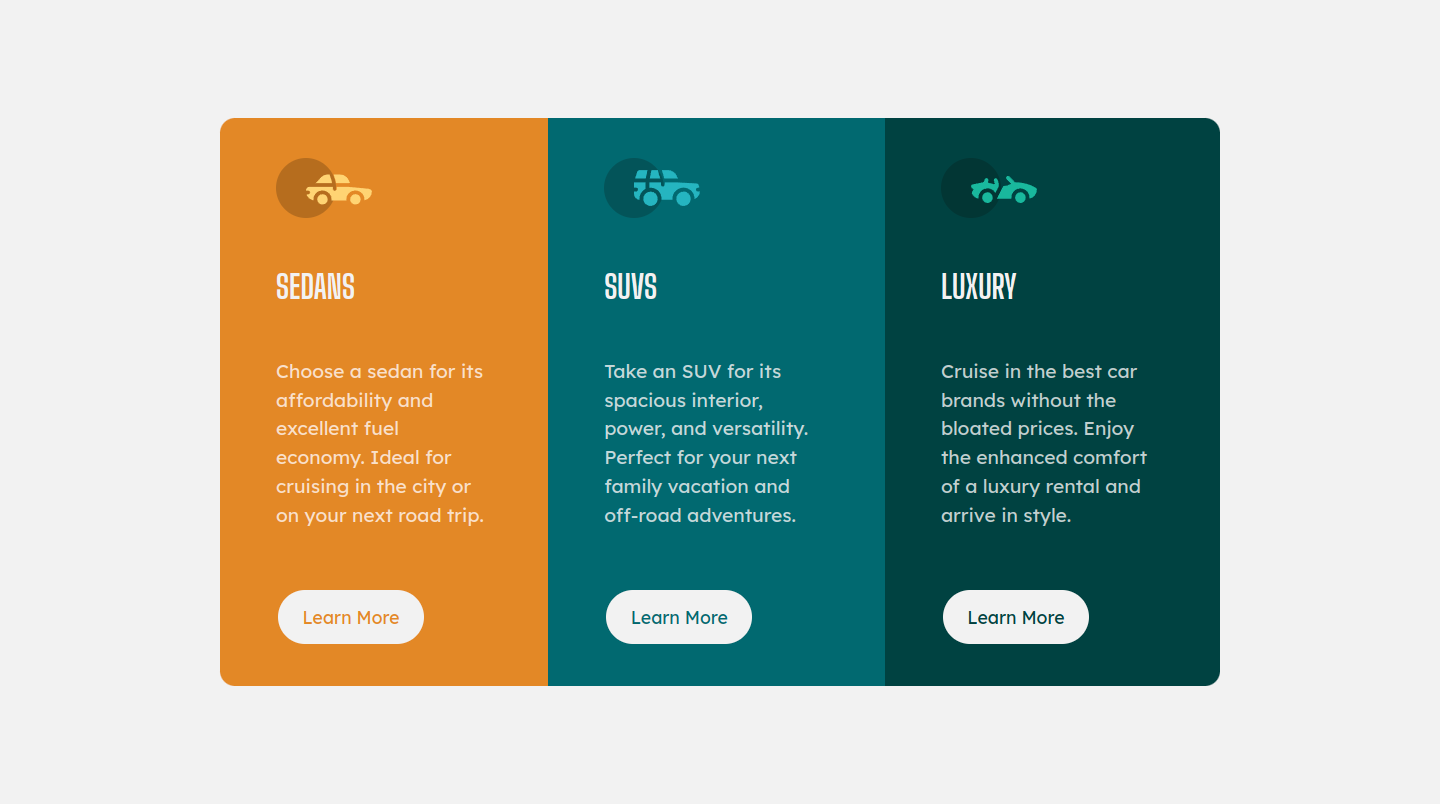 SEDANS
Choose a sedan for its
affordability and
excellent fuel
economy. Ideal for
cruising in the city or
on your next road trip.
Learn More
SUVS
Take an SUV for its
spacious interior,
power, and versatility.
Perfect for your next
family vacation and
off-road adventures.
Learn More
LUXURY
Cruise in the best car
brands without the
bloated prices. Enjoy
the enhanced comfort
of a luxury rental and
arrive in style.
Learn More